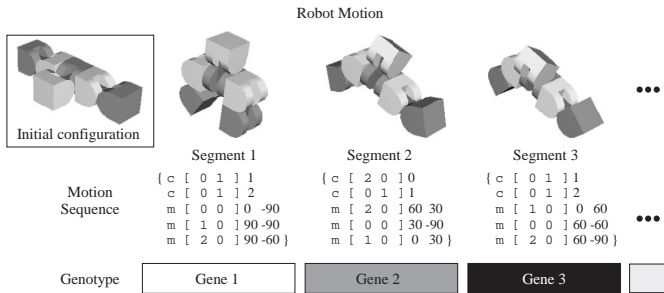 Robot Motion
Initial configuration
Segment 1
Segment 2
Segment 3
Motion
Sequence
{ c [ 0 1 ] 1
c [ 0 1 ] 2
m [ 0 0 ] 0 -90
m [ 1 0 ] 90 -90
m [ 2 0 ] 90 -60 }
{ c [ 2 0 ] 0
c [ 0 1 ] 1
m [ 2 0 ] 60 30
m [ 0 0 ] 30 -90
m [ 1 0 ] 0 30 }
{ c [ 0 1 ] 1
c [ 0 1 ] 2
m [ 1 0 ] 0 60
m [ 0 0 ] 60 -60
m [ 2 0 ] 60 -90 }
Genotype
Gene 1
Gene 2
Gene 3